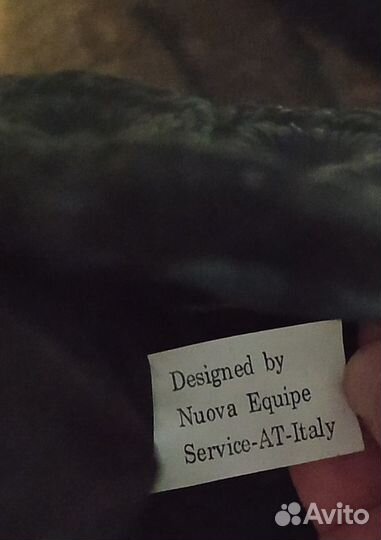 Designed by
Nuova Equipe
Service-AT-Italy
Avito